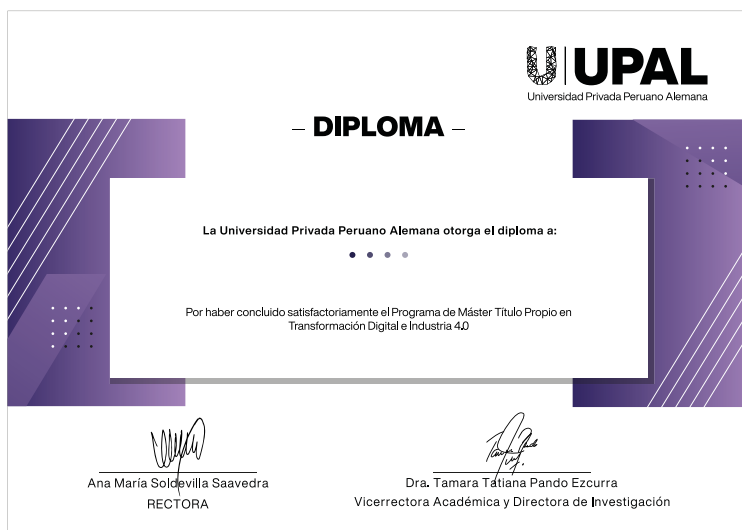 UPAL
Universidad Privada Peruano Alemana
– DIPLOMA –
La Universidad Privada Peruano Alemana otorga el diploma a:
Por haber concluido satisfactoriamente el Programa de Máster Título Propio en
Transformación Digital e Industria 4.0
Ana María Soldevilla Saavedra
RECTORA
Dra. Tamara Tatiana Pando Ezcurra
Vicerrectora Académica y Directora de Investigación